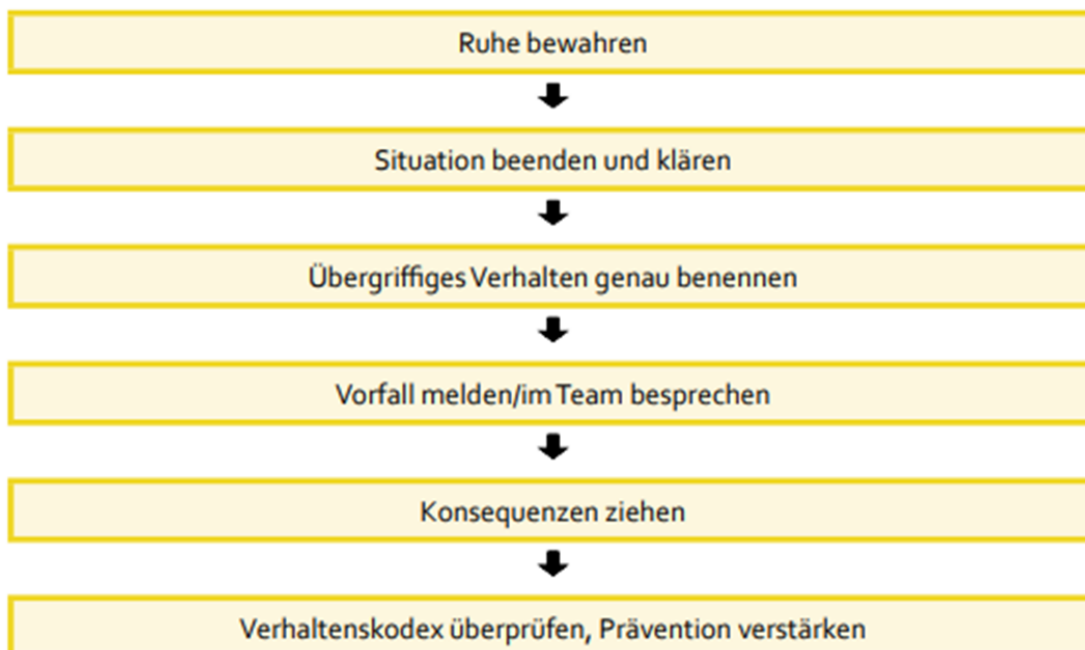 Ruhe bewahren
Situation beenden und klären
Übergriffiges Verhalten genau benennen
Vorfall melden/im Team besprechen
Konsequenzen ziehen
Verhaltenskodex überprüfen, Prävention verstärken